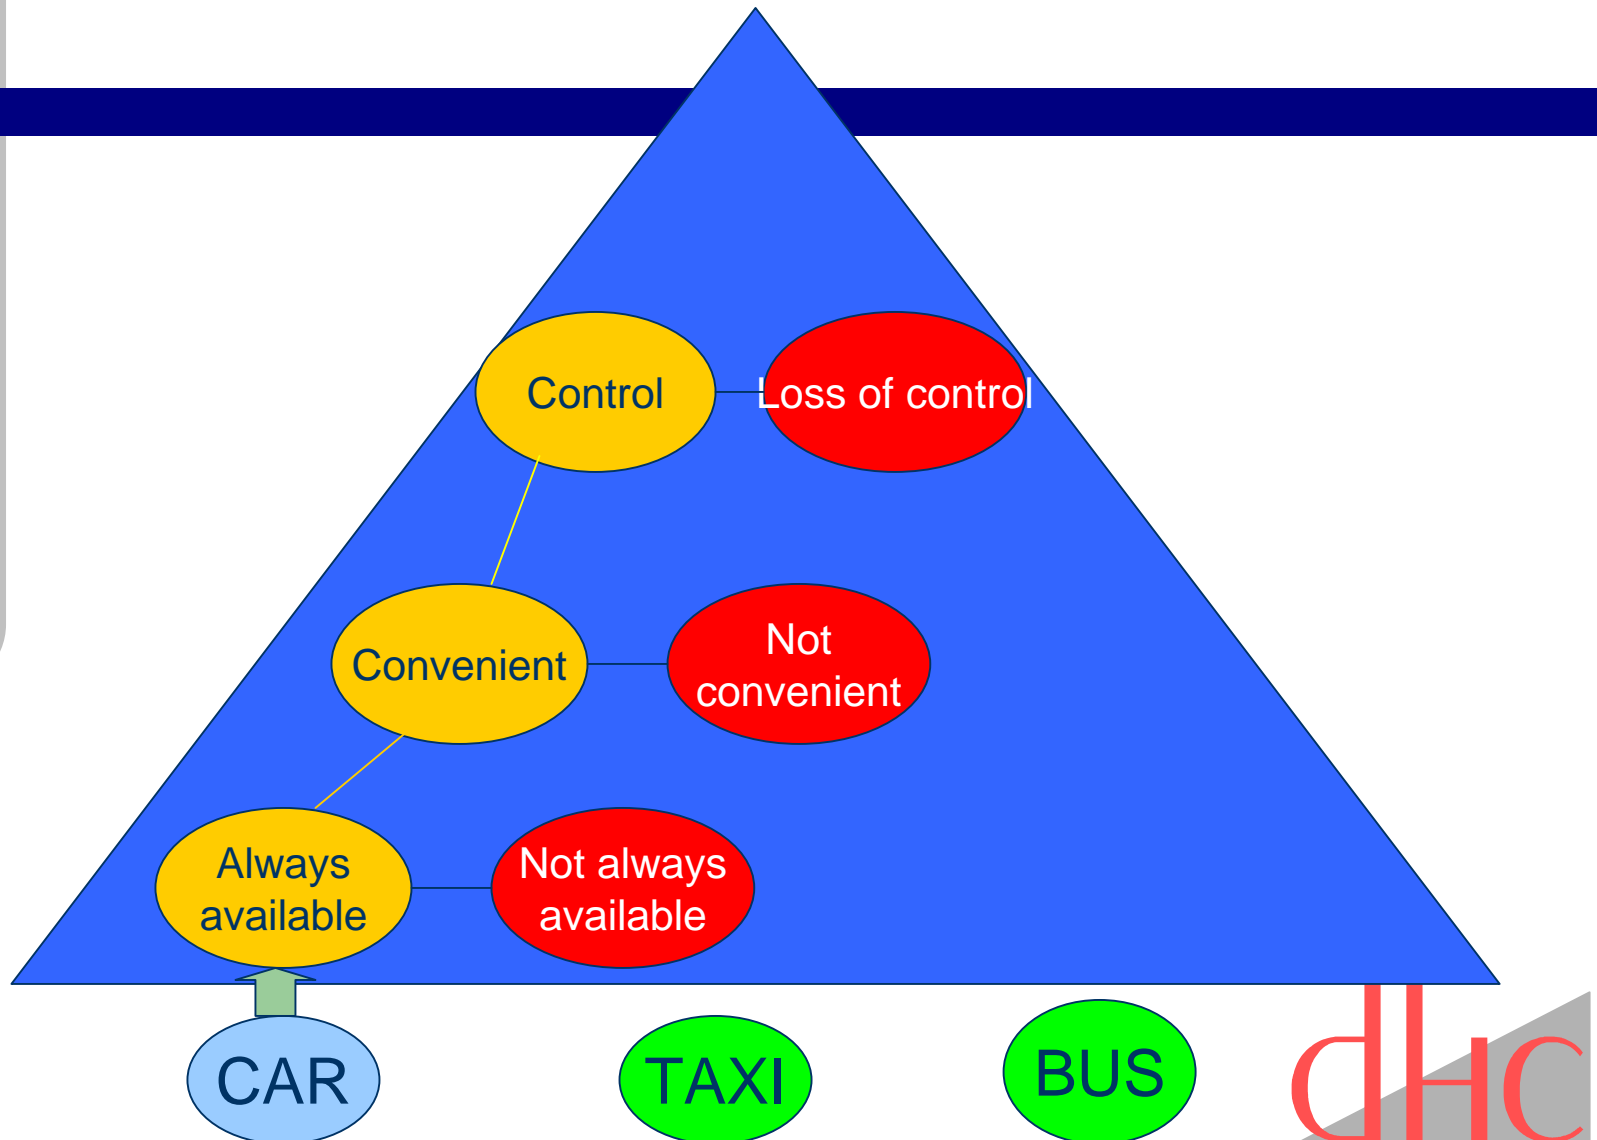 Control
Loss of control
Convenient
Not
convenient
Always
available
Not always
available
CAR
TAXI
BUS
dHC